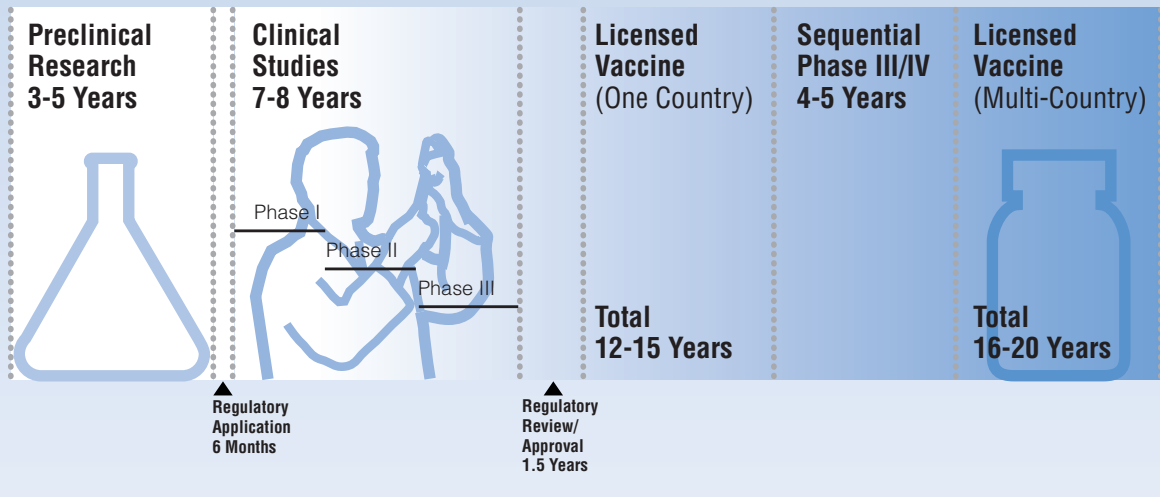 Preclinical
Research
3-5 Years
Clinical
Studies
7-8 Years
Licensed
Vaccine
(One Country)
Sequential
Phase III/IV
4-5 Years
Licensed
Vaccine
(Multi-Country)
Phase I
Phase II
Phase III
Total
12-15 Years
Total
16-20 Years
Regulatory
Application
6 Months
Regulatory
Review/
Approval
1.5 Years